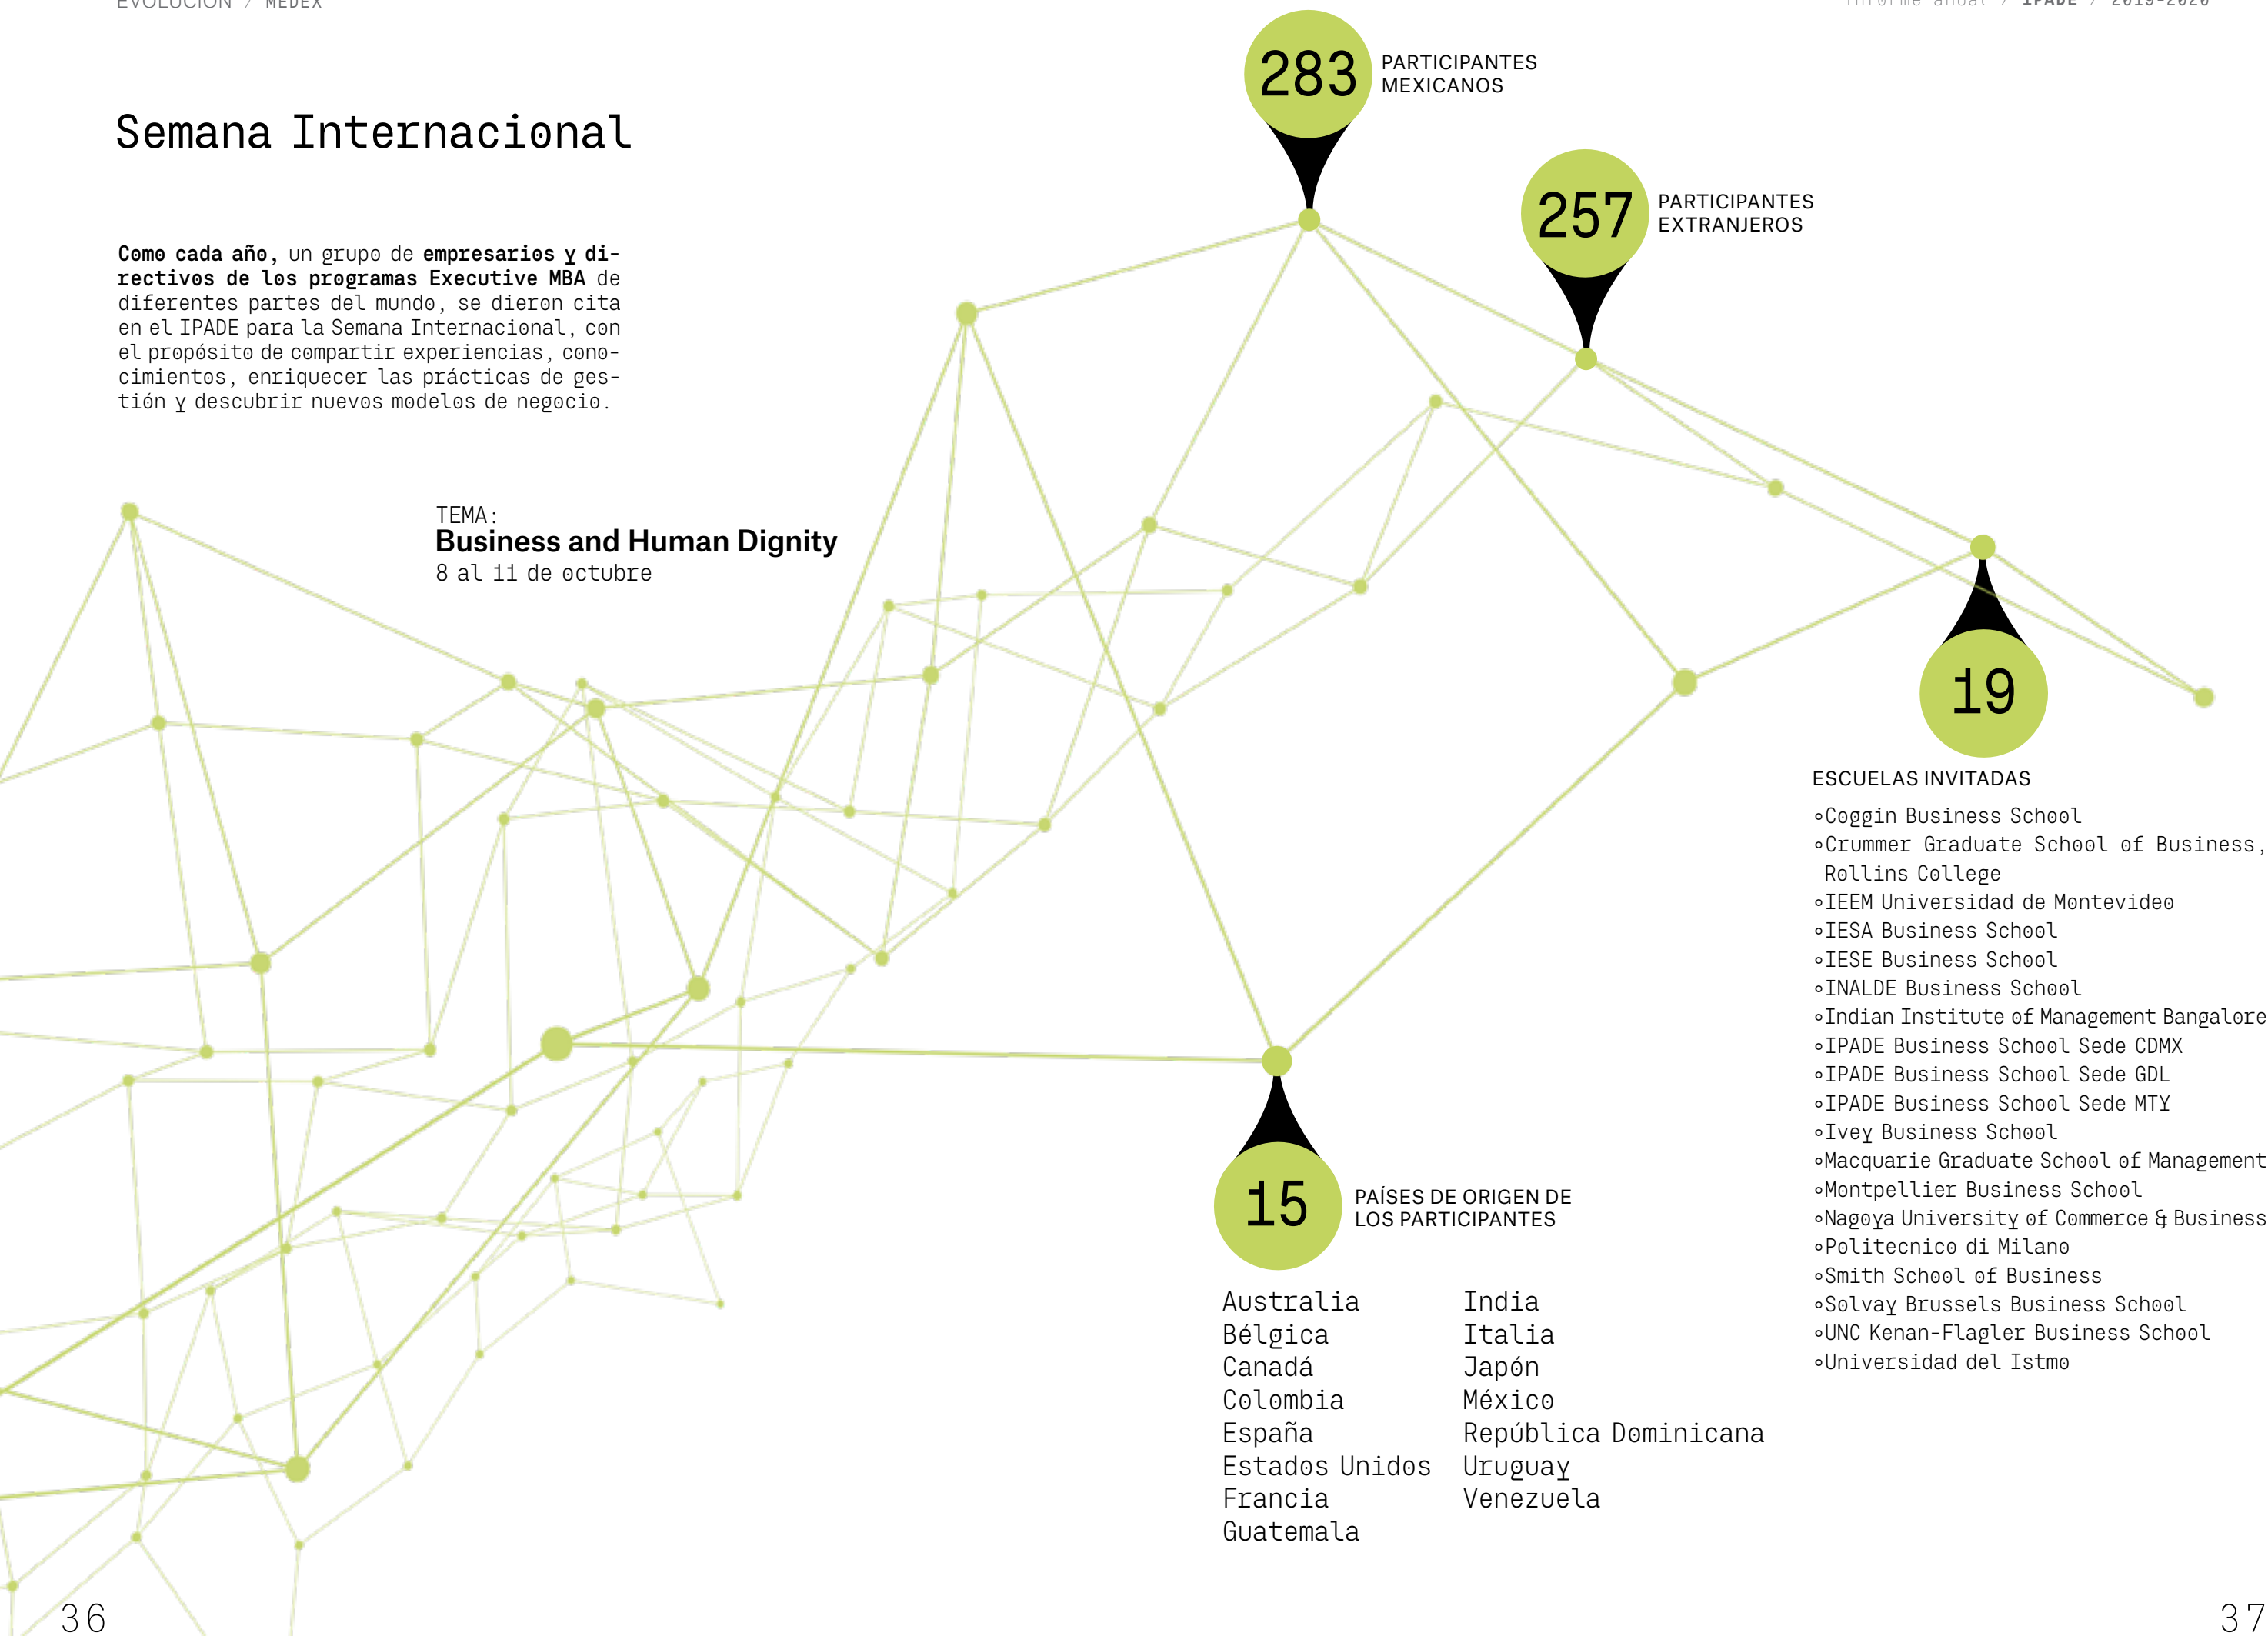 EVOLUCIÓN / MEDEX
Informe anual / IPADE / 2019-2020
Semana Internacional
Como cada año, un grupo de empresarios y di-
rectivos de los programas Executive MBA de
diferentes partes del mundo, se dieron cita
en el IPADE para la Semana Internacional, con
el propósito de compartir experiencias, cono-
cimientos, enriquecer las prácticas de ges-
tión y descubrir nuevos modelos de negocio.
TEMA:
Business and Human Dignity
8 al 11 de octubre
283
PARTICIPANTES
MEXICANOS
257
PARTICIPANTES
EXTRANJEROS
15
PAÍSES DE ORIGEN DE
LOS PARTICIPANTES
Australia
Bélgica
Canadá
Colombia
España
Estados Unidos
Francia
Guatemala
India
Italia
Japón
México
República Dominicana
Uruguay
Venezuela
19
ESCUELAS INVITADAS
∘Coggin Business School
∘Crummer Graduate School of Business,
Rollins College
∘IEEM Universidad de Montevideo
∘IESA Business School
∘IESE Business School
∘INALDE Business School
∘Indian Institute of Management Bangalore
∘IPADE Business School Sede CDMX
∘IPADE Business School Sede GDL
∘IPADE Business School Sede MTY
∘Ivey Business School
∘Macquarie Graduate School of Management
∘Montpellier Business School
∘Nagoya University of Commerce & Business
∘Politecnico di Milano
∘Smith School of Business
∘Solvay Brussels Business School
∘UNC Kenan-Flagler Business School
∘Universidad del Istmo
36
37